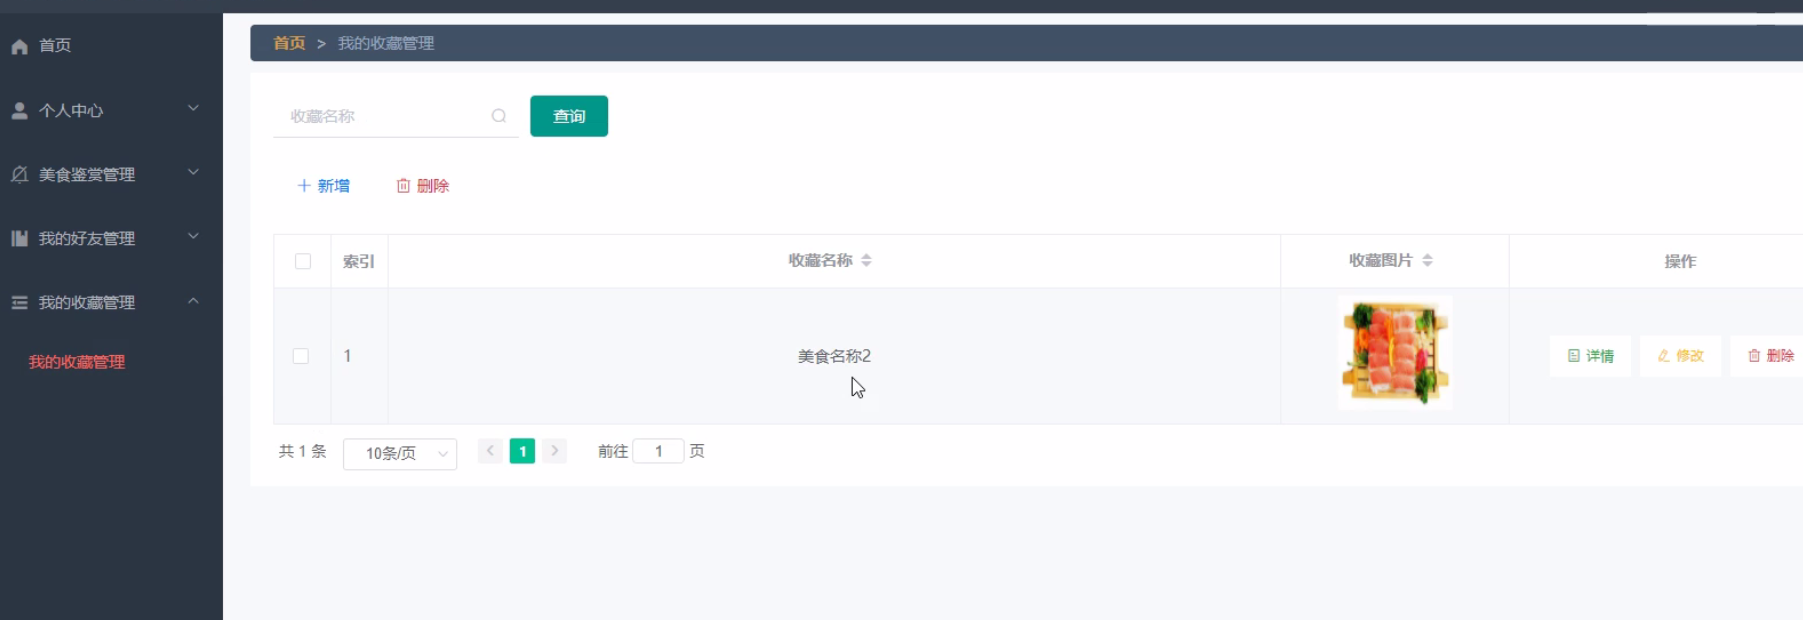 首页
个人中心
美食鉴赏管理
我的好友管理
我的收藏管理
我的收藏管理
首页 > 我的收藏管理
收藏名称 查询
新增 删除
索引 收藏名称 收藏图片 操作
1 美食名称2 详情 修改 删除
共 1 条 10条/页 1 前往 1 页